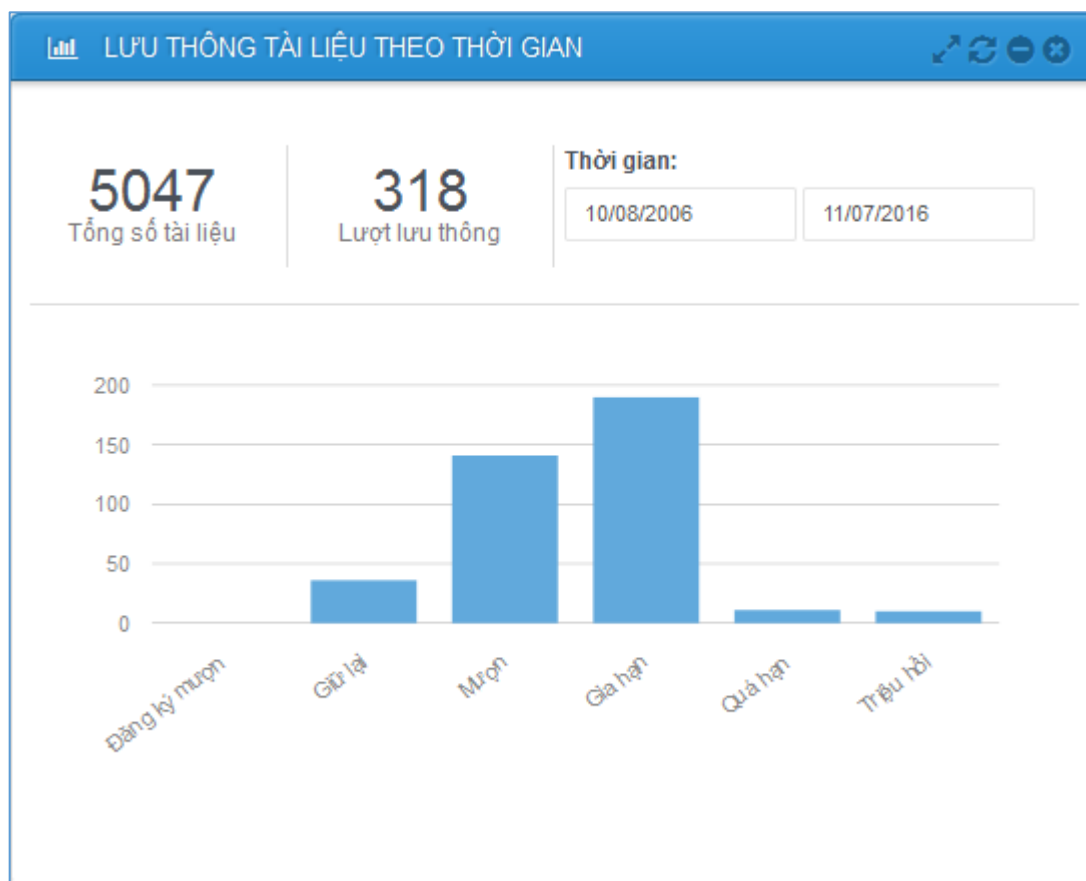 LƯU THÔNG TÀI LIỆU THEO THỜI GIAN
5047
Tổng số tài liệu
318
Lượt lưu thông
Thời gian:
10/08/2006
11/07/2016
200
150
100
50
0
Đăng ký mượn
Giữ lại
Mượn
Gia hạn
Quá hạn
Triệu hồi